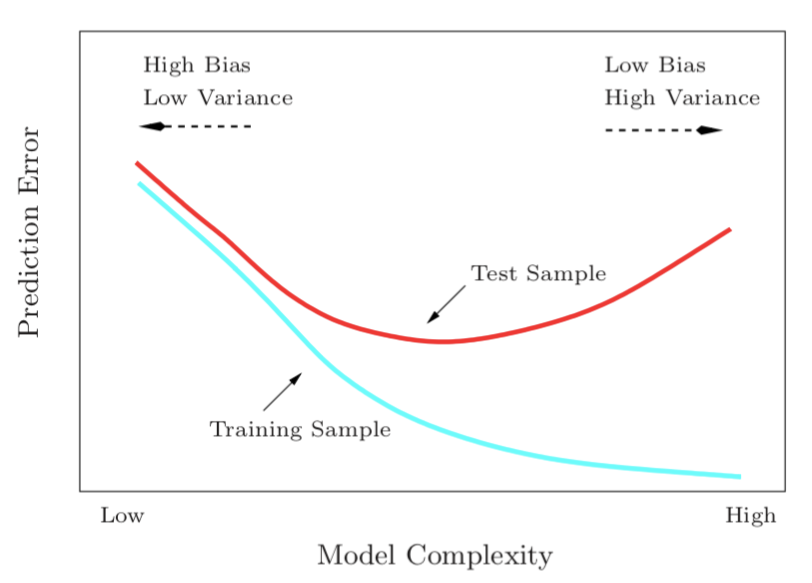 High Bias
Low Variance
Low Bias
High Variance
Prediction Error
Test Sample
Training Sample
Low
High
Model Complexity